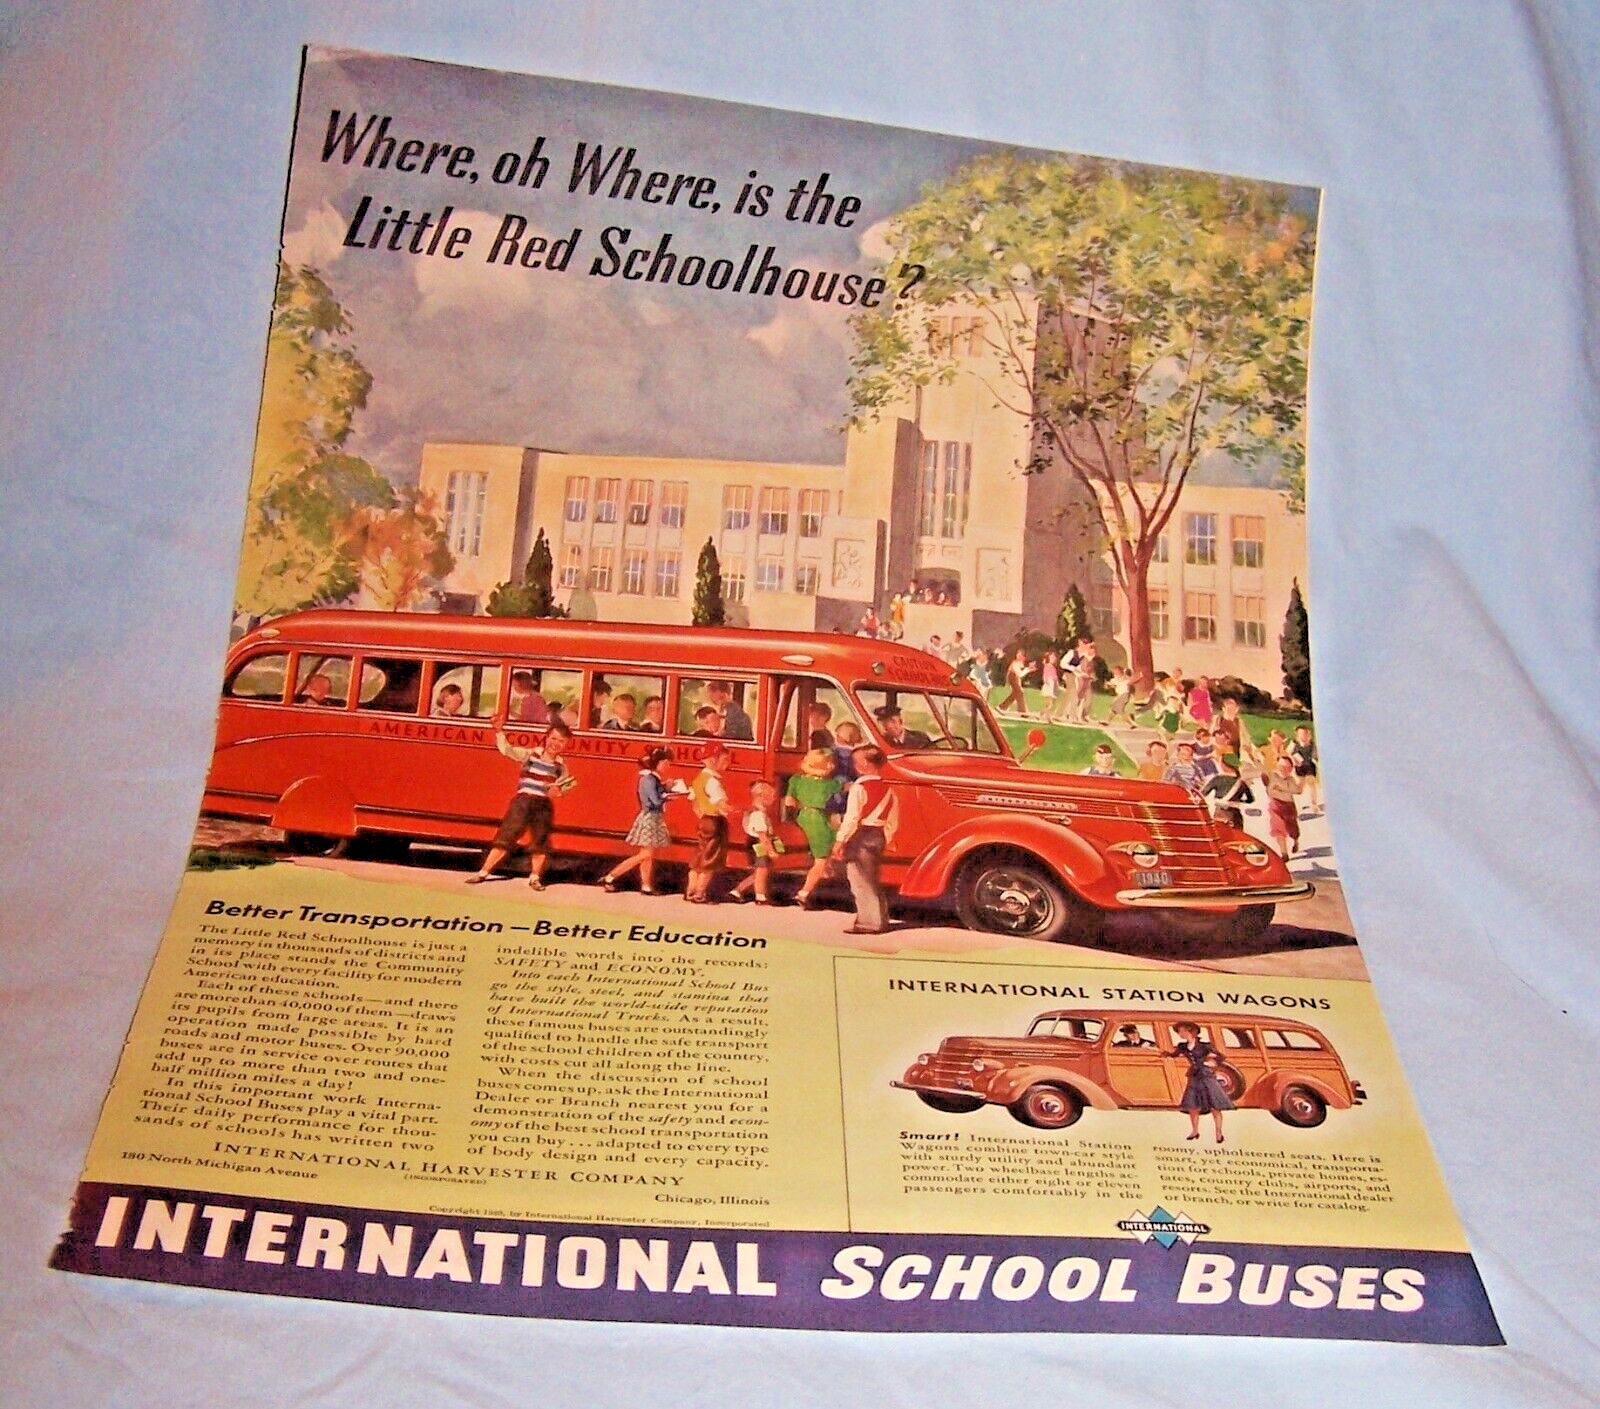 Where, oh Where, is the
Little Red Schoolhouse?
CAUTION
SCHOOL BUS
AMERICAN COMMUNITY SCHOOL
INTERNATIONAL
1940
Better Transportation — Better Education
The Little Red Schoolhouse is just a
memory in thousands of districts and
in its place stands the Community
School with every facility for modern
American education.
Each of these schools—and there
are more than 40,000 of them—draws
its pupils from large areas. It is an
operation made possible by hard
roads and motor buses. Over 90,000
buses are in service over routes that
add up to more than two and one-
half million miles a day!
In this important work Interna-
tional School Buses play a vital part.
Their daily performance for thou-
sands of schools has written two
indelible words into the records:
SAFETY and ECONOMY.
Into each International School Bus
go the style, steel, and stamina that
have built the world-wide reputation
of International Trucks. As a result,
these famous buses are outstandingly
qualified to handle the safe transport
of the school children of the country,
with costs cut all along the line.
When the discussion of school
buses comes up, ask the International
Dealer or Branch nearest you for a
demonstration of the safety and econ-
omy of the best school transportation
you can buy . . . adapted to every type
of body design and every capacity.
INTERNATIONAL HARVESTER COMPANY
(INCORPORATED)
180 North Michigan Avenue
Chicago, Illinois
Copyright 1939, by International Harvester Company, Incorporated
INTERNATIONAL STATION WAGONS
Smart! International Station
Wagons combine town-car style
with sturdy utility and abundant
power. Two wheelbase lengths ac-
commodate either eight or eleven
passengers comfortably in the
roomy, upholstered seats. Here is
smart, yet economical, transporta-
tion for schools, private homes, es-
tates, country clubs, airports, and
resorts. See the International dealer
or branch, or write for catalog.
INTERNATIONAL
INTERNATIONAL SCHOOL BUSES